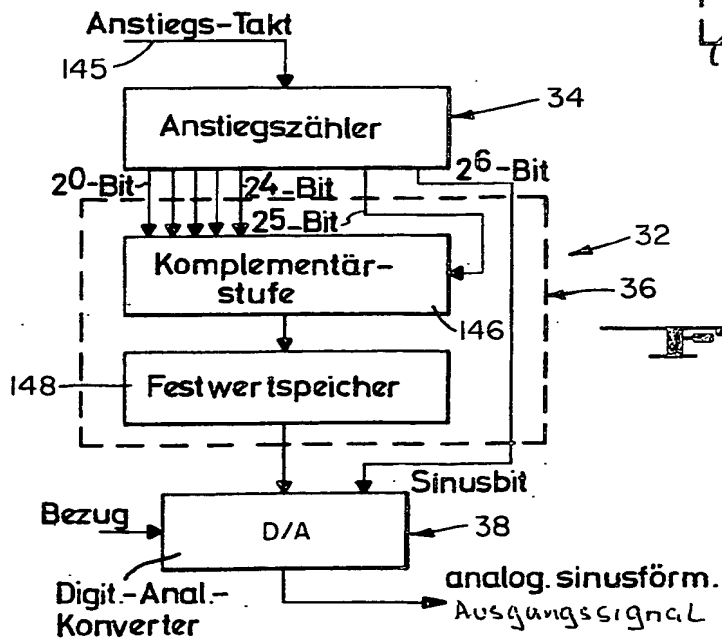 Anstiegs-Takt
145
Anstiegszähler
34
2⁰-Bit
2⁴-Bit
2⁵-Bit
2⁶-Bit
32
36
Komplementär-
stufe
146
148
Festwertspeicher
Sinusbit
Bezug
D/A
38
Digit.-Anal.-
Konverter
analog. sinusförm.
Ausgangssignal